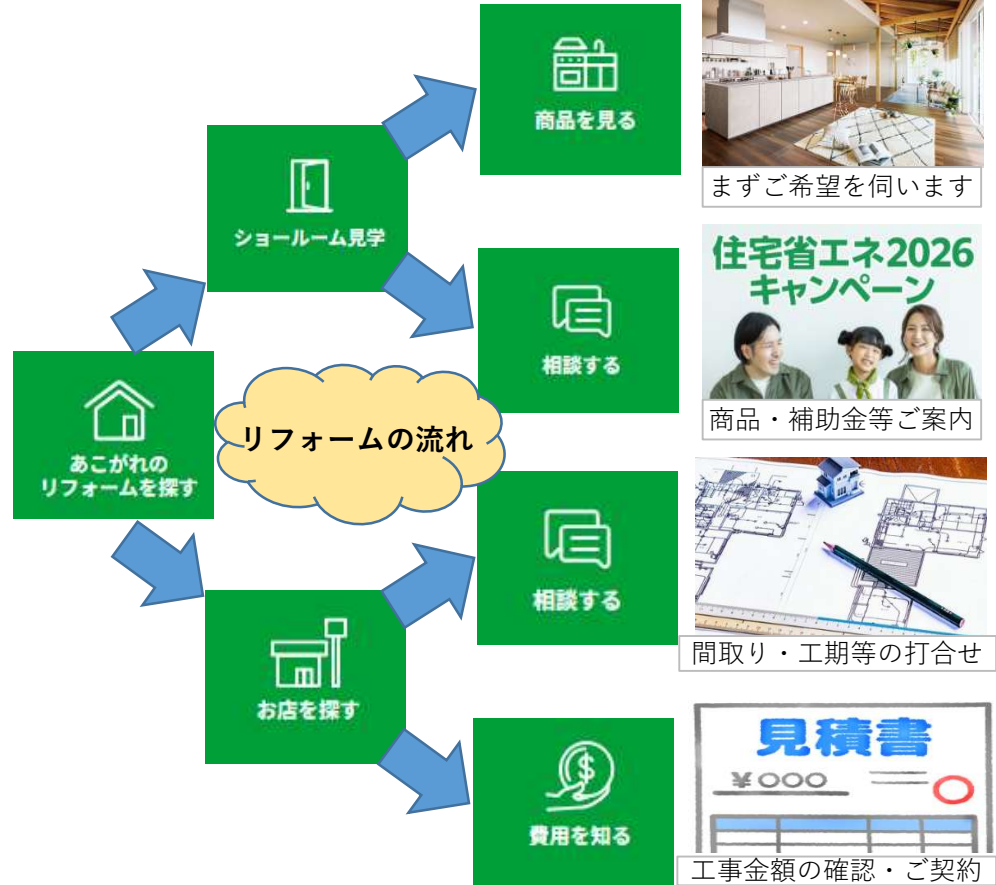 商品を見る
まずご希望を伺います
ショールーム見学
住宅省エネ2026
キャンペーン
相談する
商品・補助金等ご案内
あこがれの
リフォームを探す
リフォームの流れ
相談する
間取り・工期等の打合せ
お店を探す
見積書
¥〇〇〇
費用を知る
工事金額の確認・ご契約